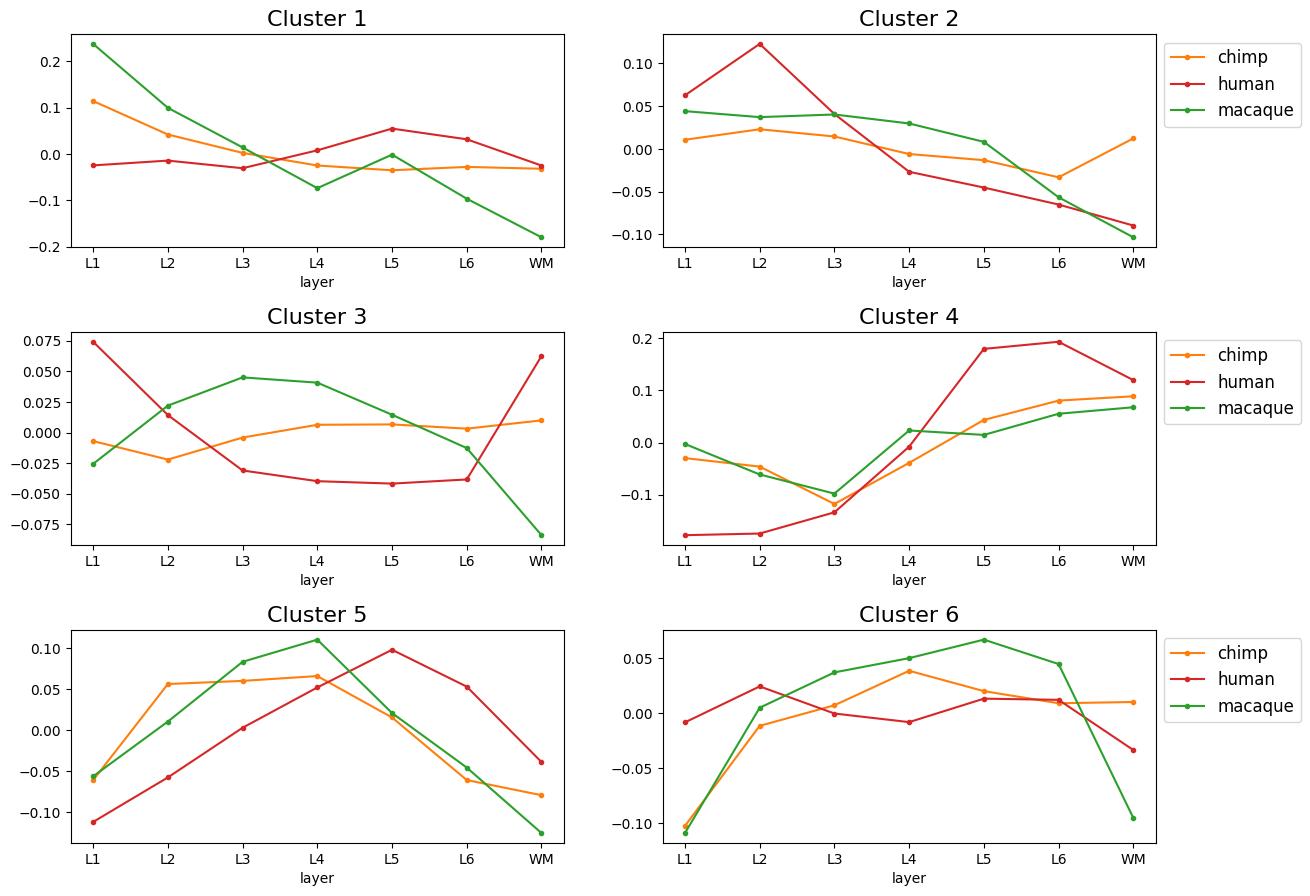 Cluster 1
0.2
0.1
0.0
−0.1
−0.2
L1 L2 L3 L4 L5 L6 WM
layer
Cluster 2
0.10
0.05
0.00
−0.05
−0.10
L1 L2 L3 L4 L5 L6 WM
layer
chimp
human
macaque
Cluster 3
0.075
0.050
0.025
0.000
−0.025
−0.050
−0.075
L1 L2 L3 L4 L5 L6 WM
layer
Cluster 4
0.2
0.1
0.0
−0.1
L1 L2 L3 L4 L5 L6 WM
layer
chimp
human
macaque
Cluster 5
0.10
0.05
0.00
−0.05
−0.10
L1 L2 L3 L4 L5 L6 WM
layer
Cluster 6
0.05
0.00
−0.05
−0.10
L1 L2 L3 L4 L5 L6 WM
layer
chimp
human
macaque